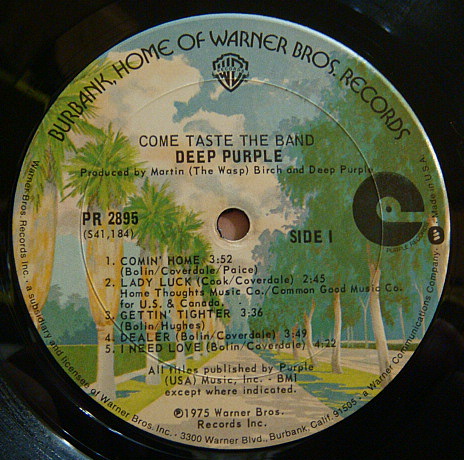 BURBANK, HOME OF WARNER BROS. RECORDS
COME TASTE THE BAND
DEEP PURPLE
Produced by Martin (The Wasp) Birch and Deep Purple
PR 2895
(S41,184)
SIDE 1
1. COMIN' HOME 3:52
(Bolin/Coverdale/Paice)
2. LADY LUCK (Cook/Coverdale) 2:45
Home Thoughts Music Co./Common Good Music Co.
for U.S. & Canada.
3. GETTIN' TIGHTER 3:36
(Bolin/Hughes)
4. DEALER (Bolin/Coverdale) 3:49
5. I NEED LOVE (Bolin/Coverdale) 4:22
All titles published by Purple
(USA) Music, Inc. - BMI
except where indicated.
℗1975 Warner Bros.
Records Inc.
Warner Bros. Records Inc. • a subsidiary and licensee of Warner Bros. Inc. • 3300 Warner Blvd., Burbank, Calif. 91505 • a Warner Communications Company
Made in U.S.A.